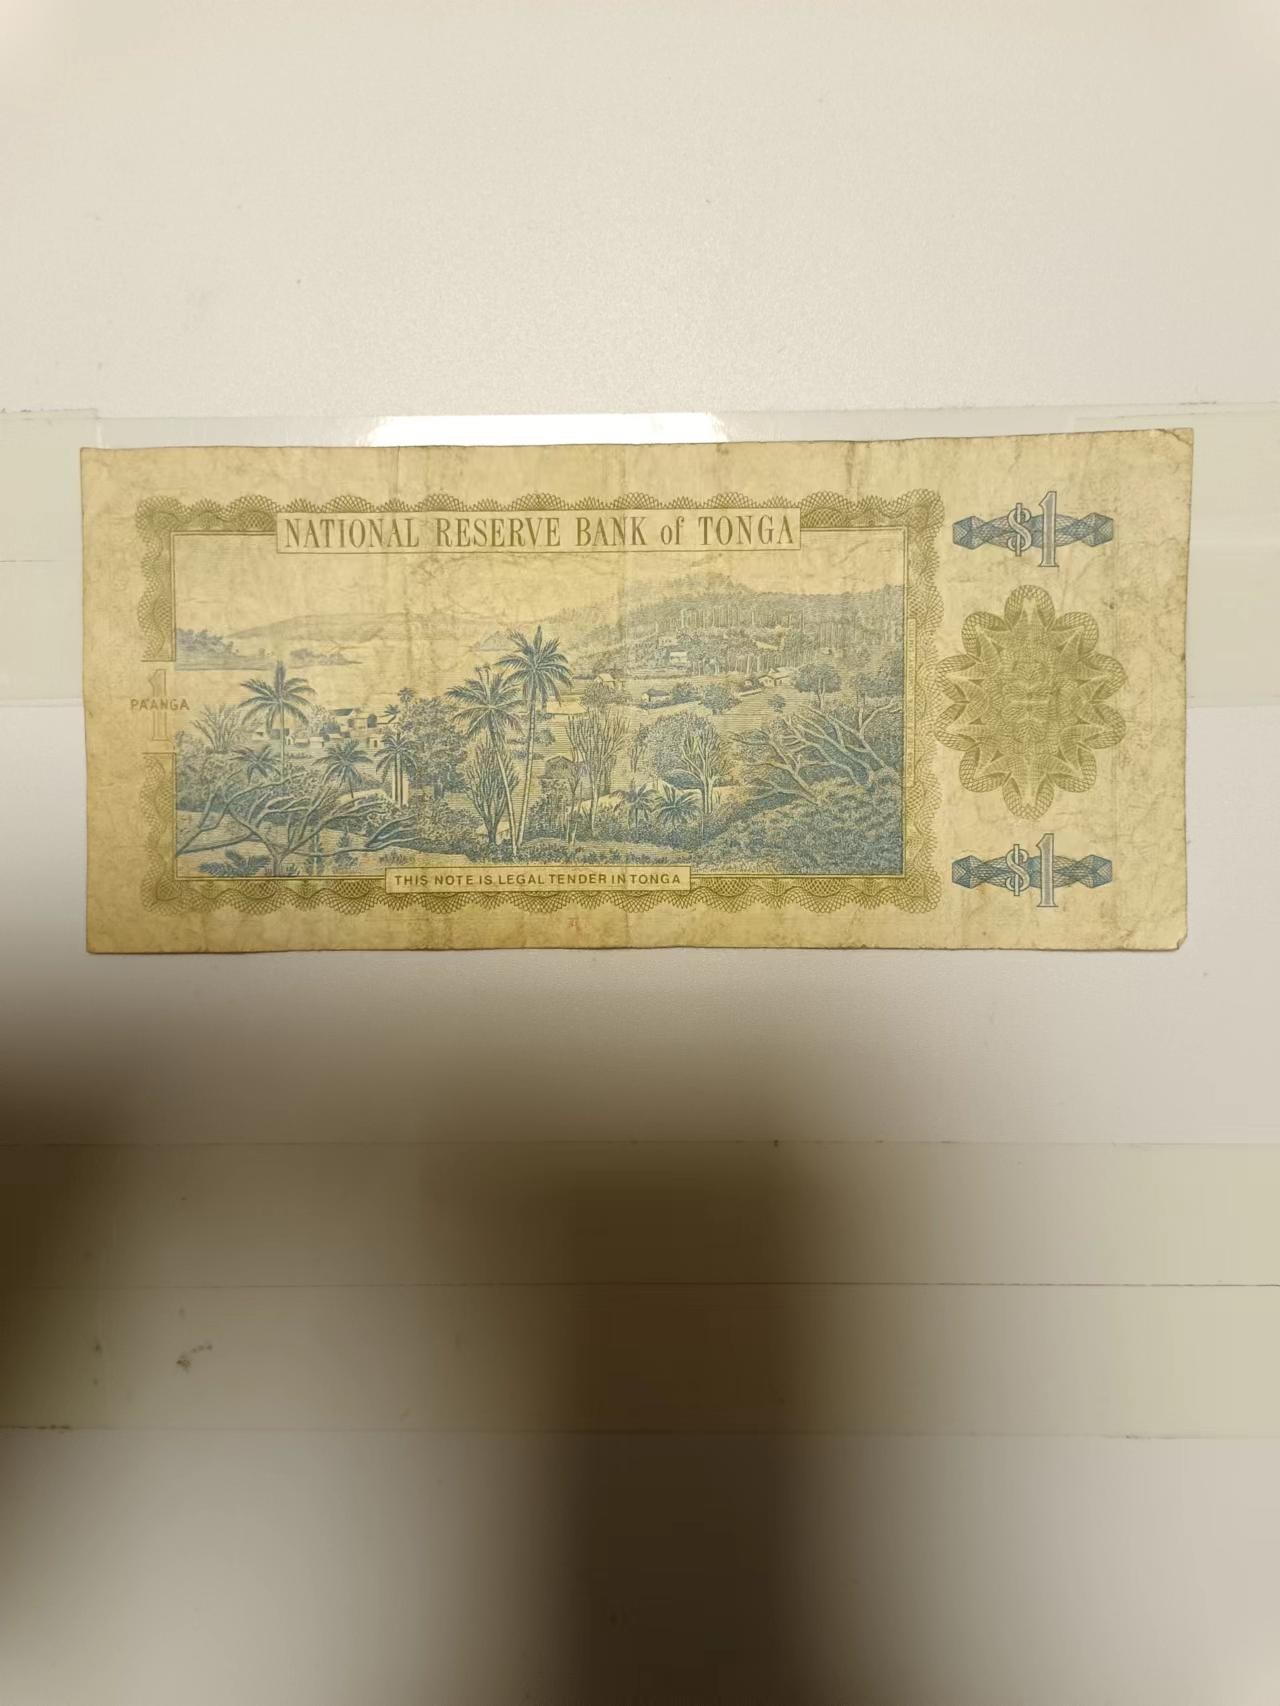 NATIONAL RESERVE BANK of TONGA
$1
1
PA'ANGA
THIS NOTE IS LEGAL TENDER IN TONGA
$1